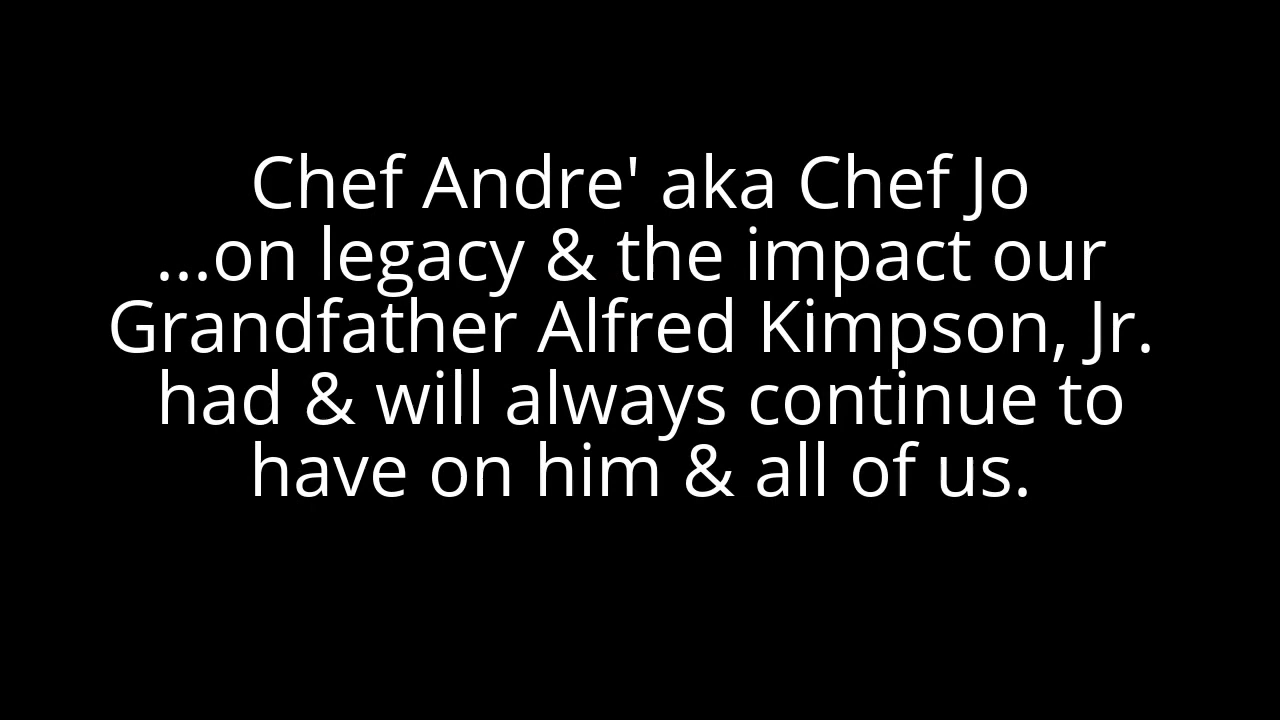 Chef Andre' aka Chef Jo
...on legacy & the impact our
Grandfather Alfred Kimpson, Jr.
had & will always continue to
have on him & all of us.